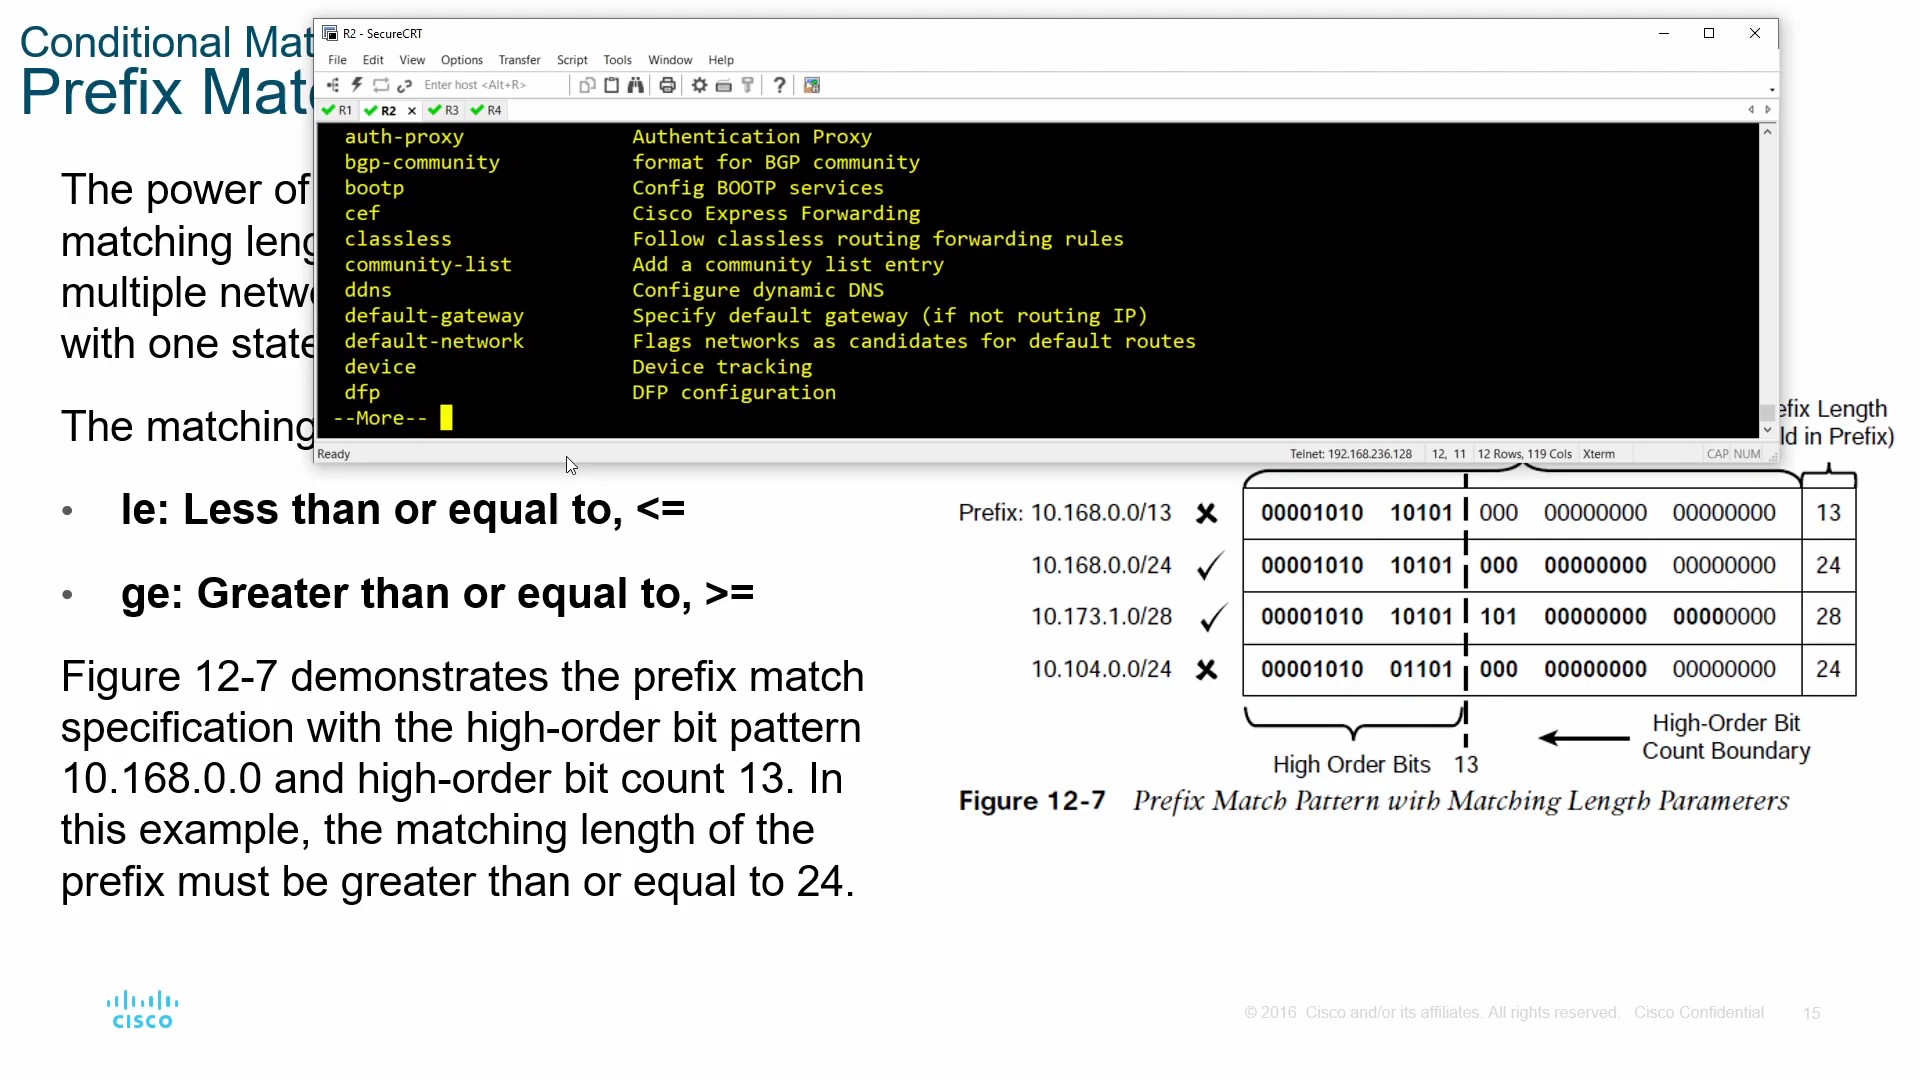 Conditional Mat
Prefix Mat
R2 - SecureCRT
File Edit View Options Transfer Script Tools Window Help
Enter host <Alt+R>
R1 R2 R3 R4
auth-proxy Authentication Proxy
bgp-community format for BGP community
bootp Config BOOTP services
cef Cisco Express Forwarding
classless Follow classless routing forwarding rules
community-list Add a community list entry
ddns Configure dynamic DNS
default-gateway Specify default gateway (if not routing IP)
default-network Flags networks as candidates for default routes
device Device tracking
dfp DFP configuration
--More--
Ready Telnet: 192.168.236.128 12, 11 12 Rows, 119 Cols Xterm CAP NUM
The power of
matching leng
multiple netw
with one state
The matching
• le: Less than or equal to, <=
• ge: Greater than or equal to, >=
Figure 12-7 demonstrates the prefix match
specification with the high-order bit pattern
10.168.0.0 and high-order bit count 13. In
this example, the matching length of the
prefix must be greater than or equal to 24.
efix Length
ld in Prefix)
Prefix: 10.168.0.0/13 00001010 10101 000 00000000 00000000 13
10.168.0.0/24 00001010 10101 000 00000000 00000000 24
10.173.1.0/28 00001010 10101 101 00000000 00000000 28
10.104.0.0/24 00001010 01101 000 00000000 00000000 24
High Order Bits 13
High-Order Bit
Count Boundary
Figure 12-7 Prefix Match Pattern with Matching Length Parameters
CISCO
© 2016 Cisco and/or its affiliates. All rights reserved. Cisco Confidential 15